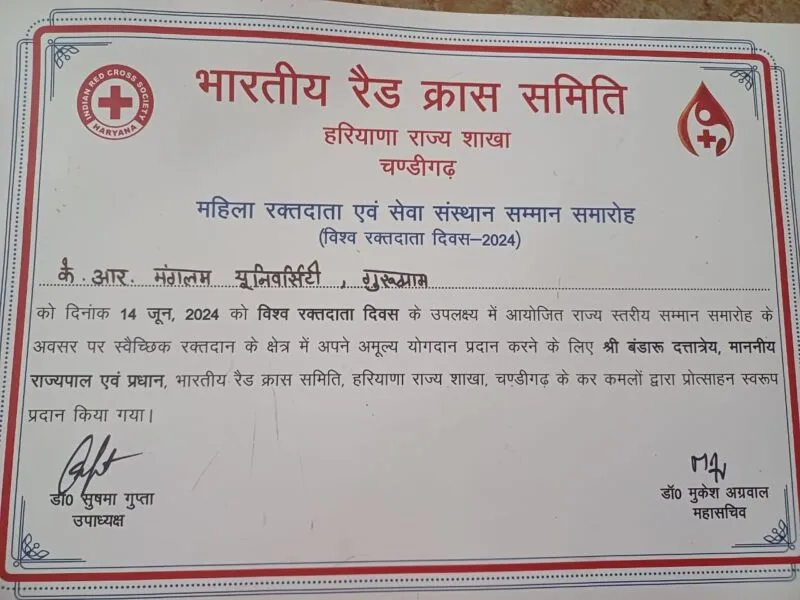 INDIAN RED CROSS SOCIETY
HARYANA
भारतीय रैड क्रास समिति
हरियाणा राज्य शाखा
चण्डीगढ़
महिला रक्तदाता एवं सेवा संस्थान सम्मान समारोह
(विश्व रक्तदाता दिवस–2024)
के. आर. मंगलम यूनिवर्सिटी, गुरूग्राम
को दिनांक 14 जून, 2024 को विश्व रक्तदाता दिवस के उपलक्ष्य में आयोजित राज्य स्तरीय सम्मान समारोह के
अवसर पर स्वैच्छिक रक्तदान के क्षेत्र में अपने अमूल्य योगदान प्रदान करने के लिए श्री बंडारू दत्तात्रेय, माननीय
राज्यपाल एवं प्रधान, भारतीय रैड क्रास समिति, हरियाणा राज्य शाखा, चण्डीगढ़ के कर कमलों द्वारा प्रोत्साहन स्वरूप
प्रदान किया गया।
डॉ0 सुषमा गुप्ता
उपाध्यक्ष
डॉ0 मुकेश अग्रवाल
महासचिव